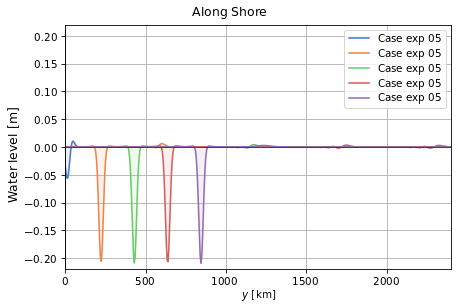 Along Shore
Case exp 05
Case exp 05
Case exp 05
Case exp 05
Case exp 05
Water level [m]
0.20
0.15
0.10
0.05
0.00
−0.05
−0.10
−0.15
−0.20
0
500
1000
1500
2000
y [km]